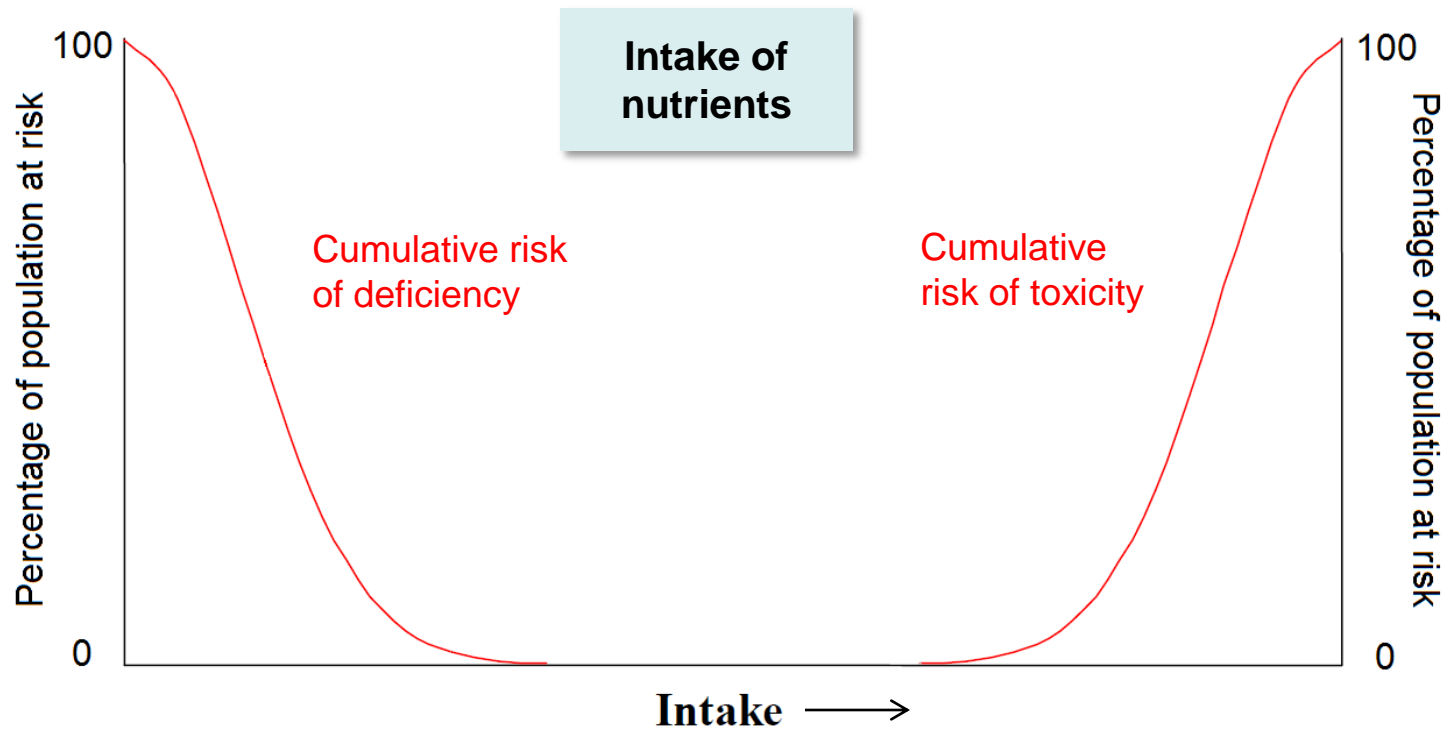 Intake of
nutrients
100
100
Percentage of population at risk
Cumulative risk
of deficiency
Cumulative
risk of toxicity
Percentage of population at risk
0
0
Intake